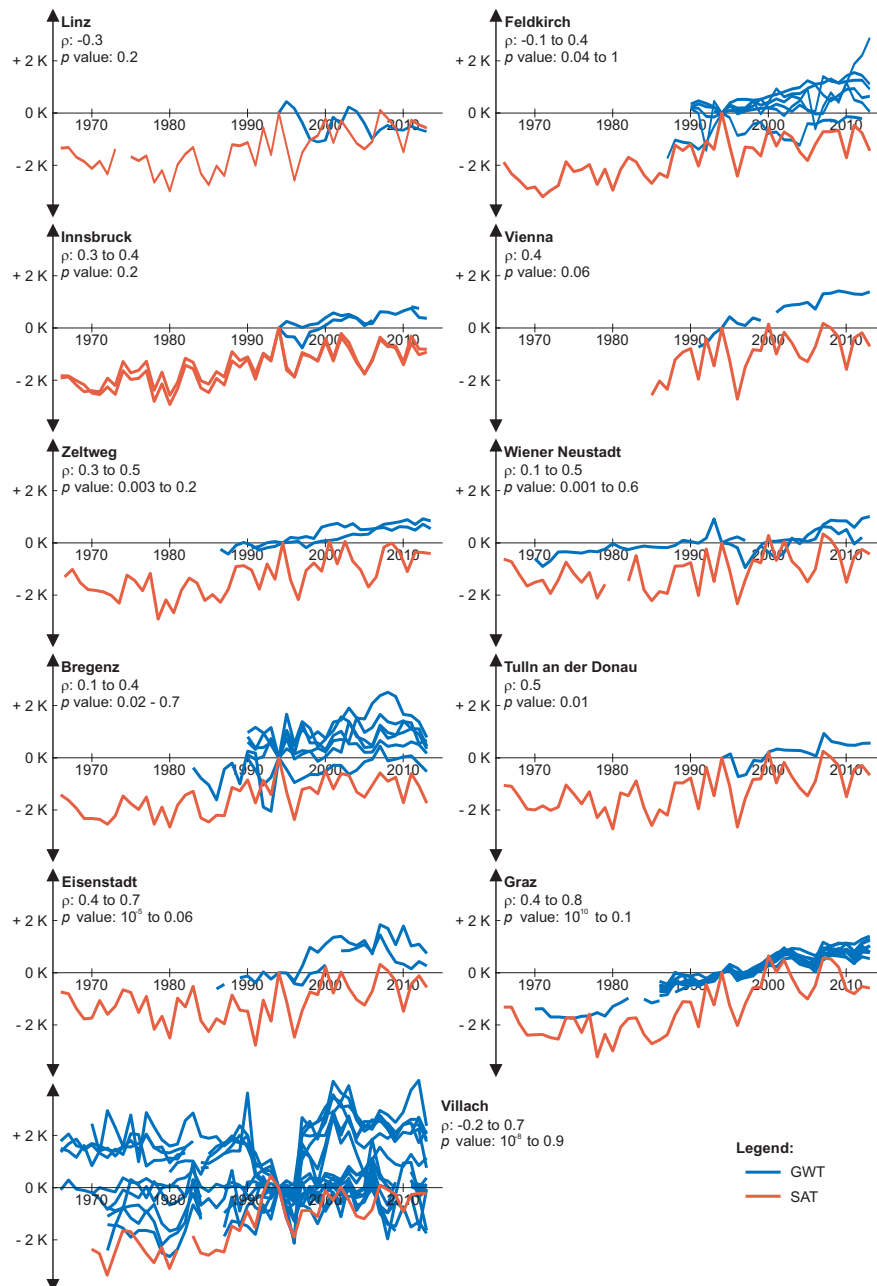 Linz
ρ: -0.3
p value: 0.2
+ 2 K
0 K
- 2 K
1970 1980 1990 2000 2010
Feldkirch
ρ: -0.1 to 0.4
p value: 0.04 to 1
+ 2 K
0 K
- 2 K
1970 1980 1990 2000 2010
Innsbruck
ρ: 0.3 to 0.4
p value: 0.2
+ 2 K
0 K
- 2 K
1970 1980 1990 2000 2010
Vienna
ρ: 0.4
p value: 0.06
+ 2 K
0 K
- 2 K
1970 1980 1990 2000 2010
Zeltweg
ρ: 0.3 to 0.5
p value: 0.003 to 0.2
+ 2 K
0 K
- 2 K
1970 1980 1990 2000 2010
Wiener Neustadt
ρ: 0.1 to 0.5
p value: 0.001 to 0.6
+ 2 K
0 K
- 2 K
1970 1980 1990 2000 2010
Bregenz
ρ: 0.1 to 0.4
p value: 0.02 - 0.7
+ 2 K
0 K
- 2 K
1970 1980 1990 2000 2010
Tulln an der Donau
ρ: 0.5
p value: 0.01
+ 2 K
0 K
- 2 K
1970 1980 1990 2000 2010
Eisenstadt
ρ: 0.4 to 0.7
p value: 10⁻⁵ to 0.06
+ 2 K
0 K
- 2 K
1970 1980 1990 2000 2010
Graz
ρ: 0.4 to 0.8
p value: 10¹⁰ to 0.1
+ 2 K
0 K
- 2 K
1970 1980 1990 2000 2010
Villach
ρ: -0.2 to 0.7
p value: 10⁻⁸ to 0.9
+ 2 K
0 K
- 2 K
1970 1980 1990 2000 2010
Legend:
GWT
SAT